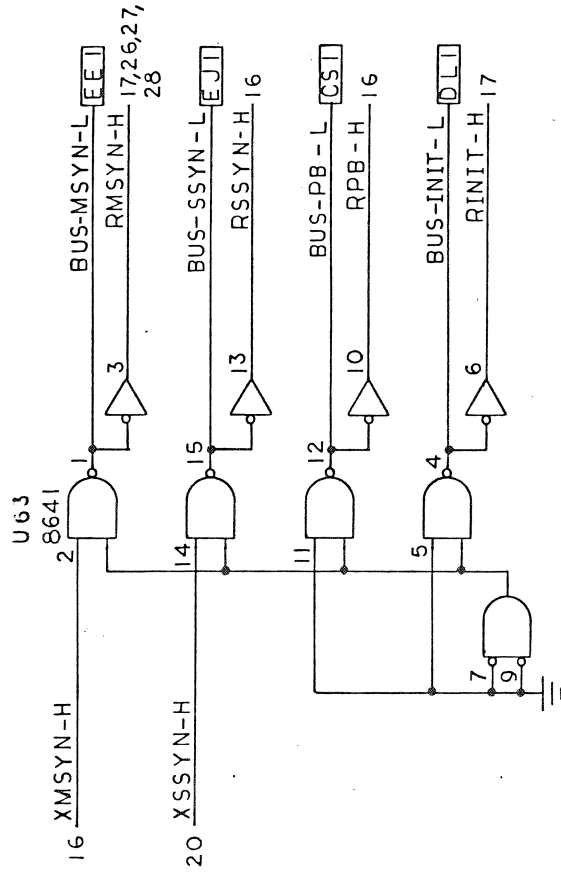 U63
8641
16 XMSYN-H
2
1
BUS-MSYN-L EE1
3
RMSYN-H 17,26,27,
28
20 XSSYN-H
14
15
BUS-SSYN-L EJ1
13
RSSYN-H 16
11
12
BUS-PB-L CS1
10
RPB-H 16
5
4
BUS-INIT-L DL1
6
RINIT-H 17
7
9